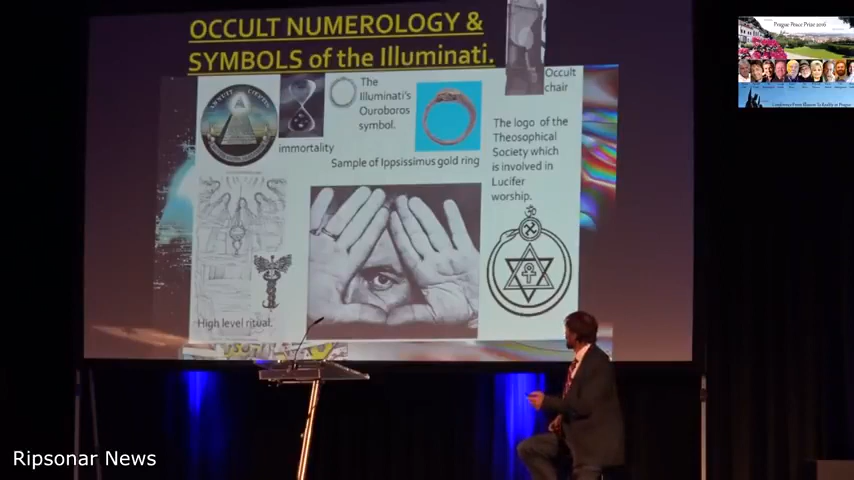 OCCULT NUMEROLOGY &
SYMBOLS of the Illuminati.
Occult
chair
The
Illuminati's
Ouroboros
symbol.
immortality
Sample of Ippsissimus gold ring
The logo of the
Theosophical
Society which
is involved in
Lucifer
worship.
High level ritual.
Prague Peace Prize 2016
Ripsonar News